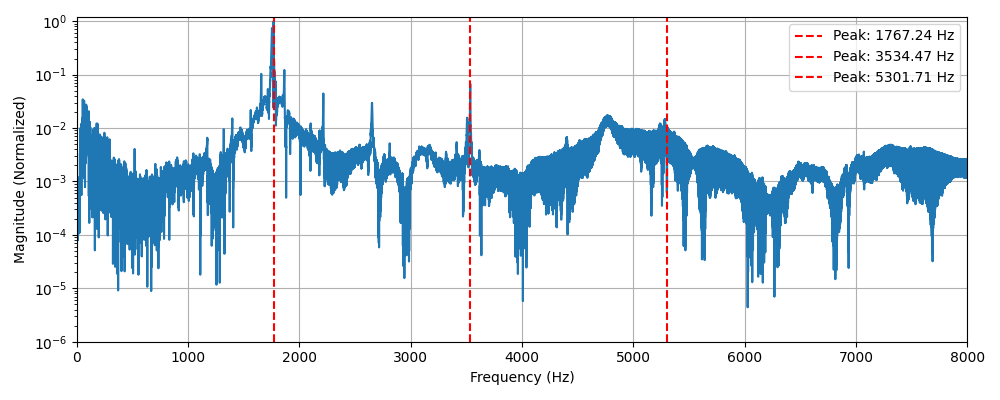 Magnitude (Normalized)
10⁰
10⁻¹
10⁻²
10⁻³
10⁻⁴
10⁻⁵
10⁻⁶
Peak: 1767.24 Hz
Peak: 3534.47 Hz
Peak: 5301.71 Hz
0 1000 2000 3000 4000 5000 6000 7000 8000
Frequency (Hz)